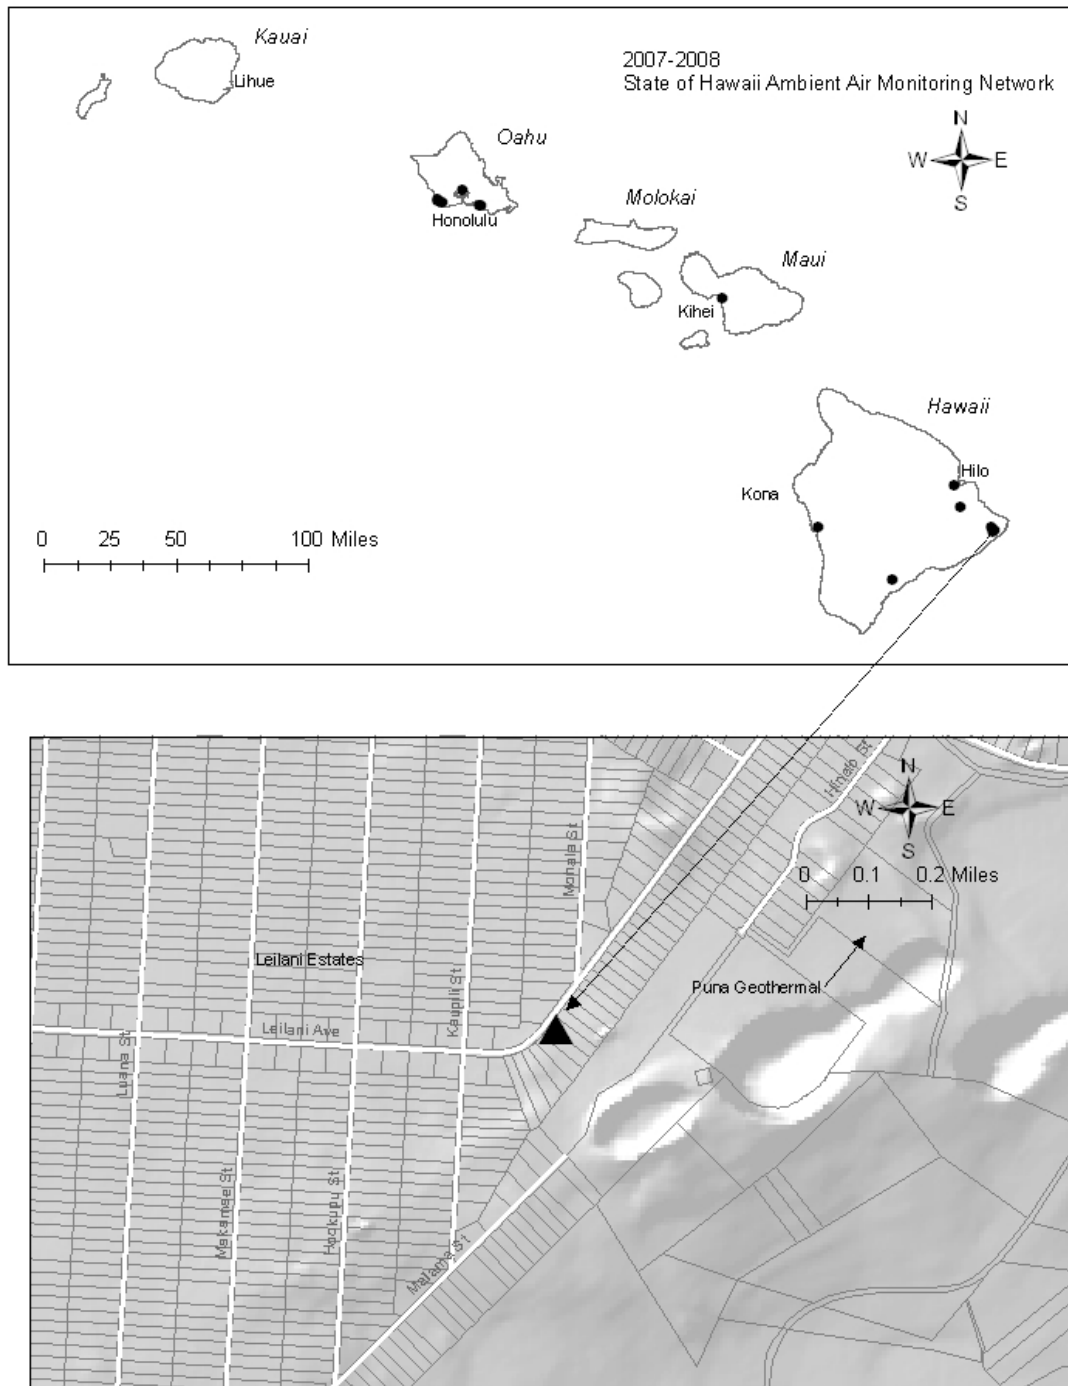 Kauai
Lihue
2007-2008
State of Hawaii Ambient Air Monitoring Network
N
W E
S
Oahu
Honolulu
Molokai
Maui
Kihei
Hawaii
Hilo
Kona
0 25 50 100 Miles
Hinalo St
N
W E
S
0 0.1 0.2 Miles
Monala St
Leilani Estates
Puna Geothermal
Kaupili St
Leilani Ave
Luana St
Makamae St
Hookupu St
Malama St